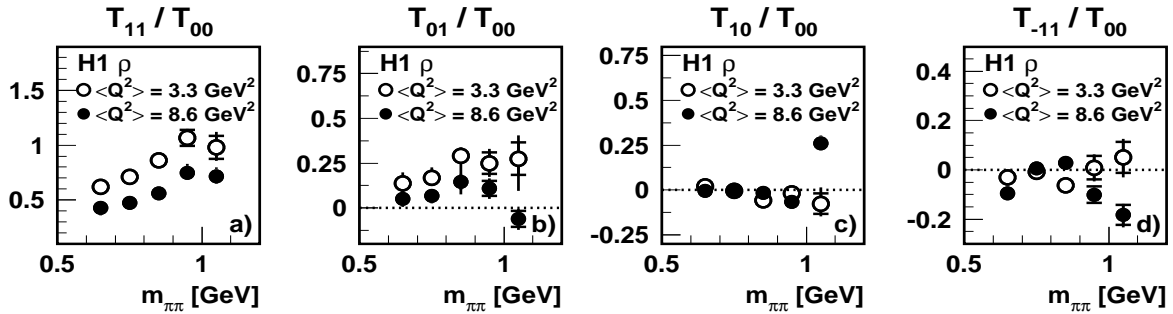 T11 / T00
H1 ρ
<Q²> = 3.3 GeV²
<Q²> = 8.6 GeV²
1.5
1
0.5
a)
0.5 1
mππ [GeV]
T01 / T00
H1 ρ
<Q²> = 3.3 GeV²
<Q²> = 8.6 GeV²
0.75
0.5
0.25
0
b)
0.5 1
mππ [GeV]
T10 / T00
H1 ρ
<Q²> = 3.3 GeV²
<Q²> = 8.6 GeV²
0.75
0.5
0.25
0
-0.25
c)
0.5 1
mππ [GeV]
T-11 / T00
H1 ρ
<Q²> = 3.3 GeV²
<Q²> = 8.6 GeV²
0.4
0.2
0
-0.2
d)
0.5 1
mππ [GeV]